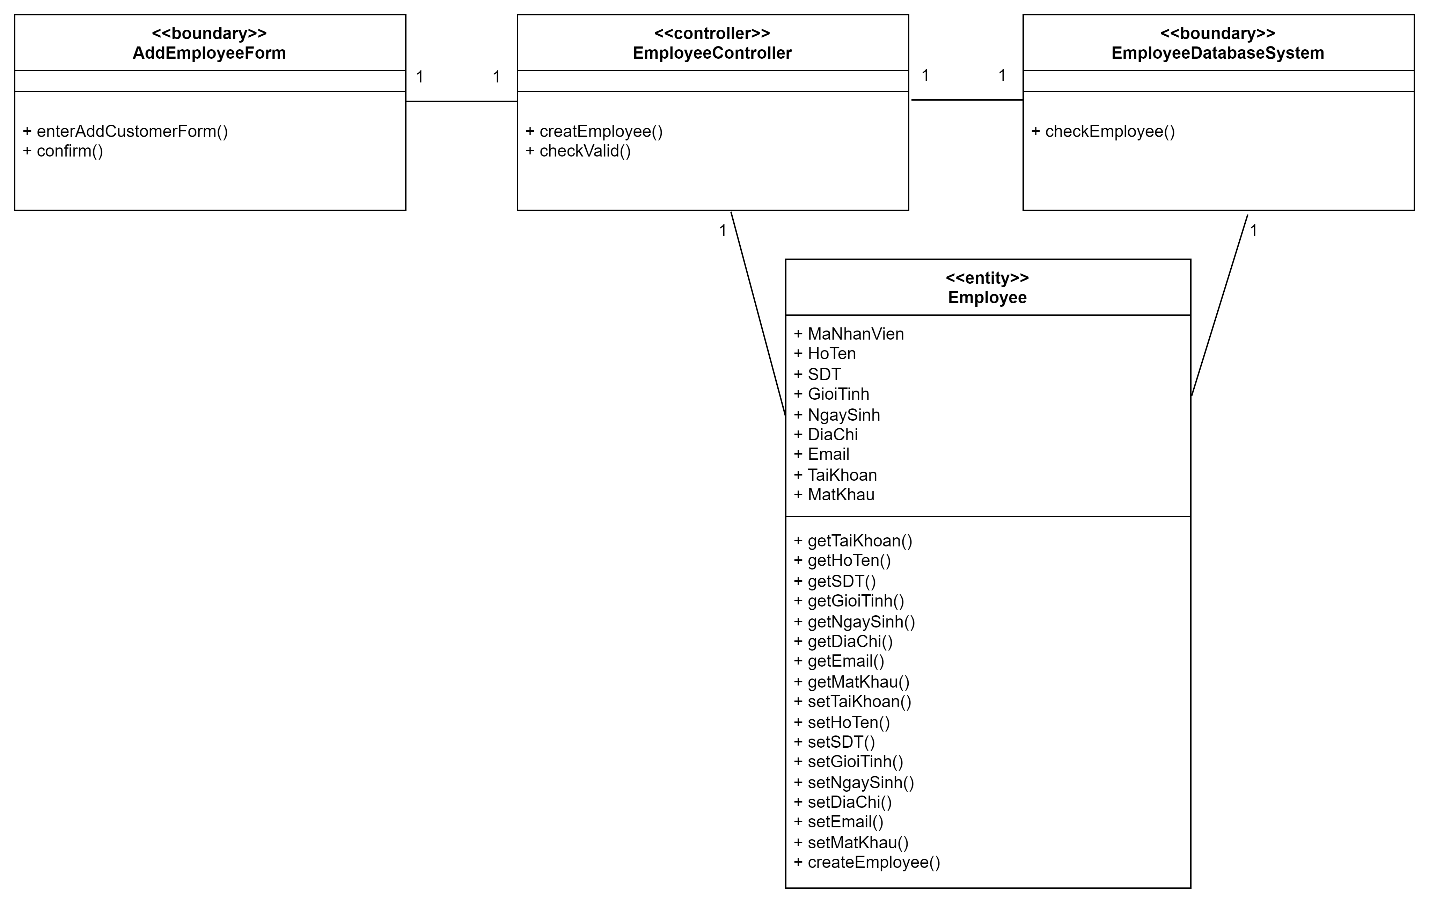 <<boundary>>
AddEmployeeForm
+ enterAddCustomerForm()
+ confirm()
1
1
<<controller>>
EmployeeController
+ creatEmployee()
+ checkValid()
1
1
<<boundary>>
EmployeeDatabaseSystem
+ checkEmployee()
1
1
<<entity>>
Employee
+ MaNhanVien
+ HoTen
+ SDT
+ GioiTinh
+ NgaySinh
+ DiaChi
+ Email
+ TaiKhoan
+ MatKhau
+ getTaiKhoan()
+ getHoTen()
+ getSDT()
+ getGioiTinh()
+ getNgaySinh()
+ getDiaChi()
+ getEmail()
+ getMatKhau()
+ setTaiKhoan()
+ setHoTen()
+ setSDT()
+ setGioiTinh()
+ setNgaySinh()
+ setDiaChi()
+ setEmail()
+ setMatKhau()
+ createEmployee()